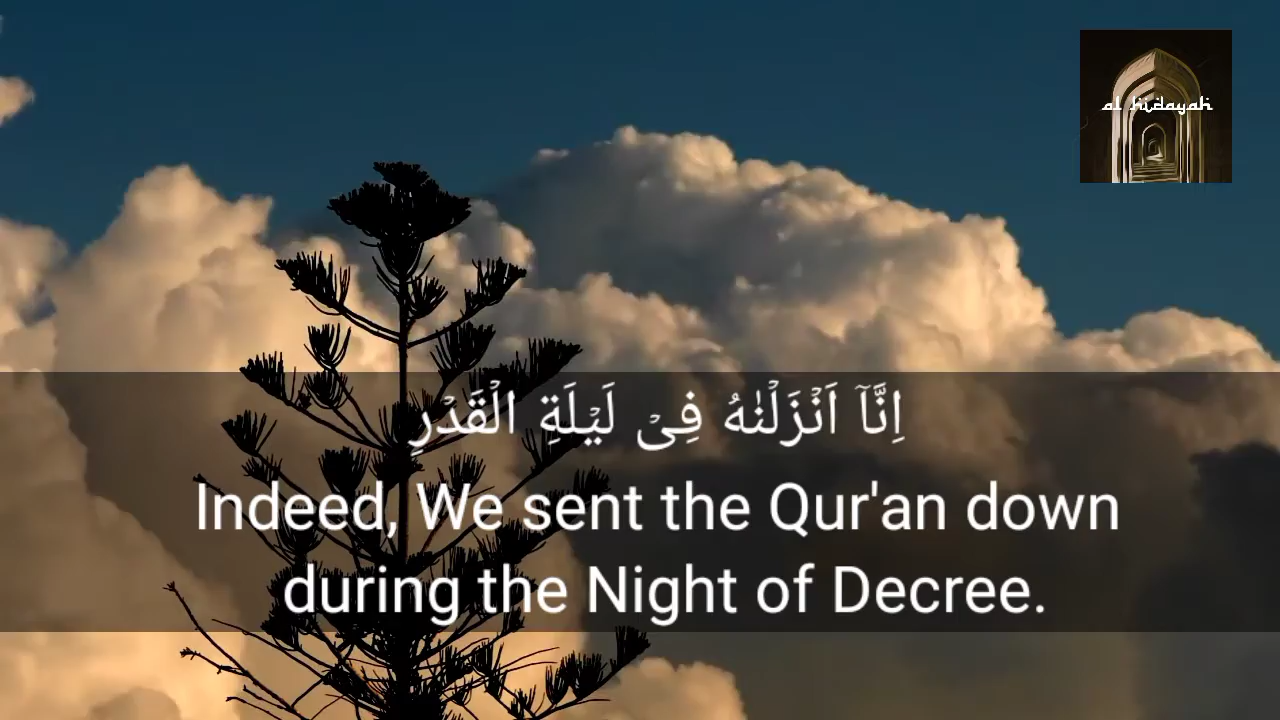 al hidayah
اِنَّاۤ اَنْزَلْنٰهُ فِیْ لَیْلَةِ الْقَدْرِ
Indeed, We sent the Qur'an down
during the Night of Decree.